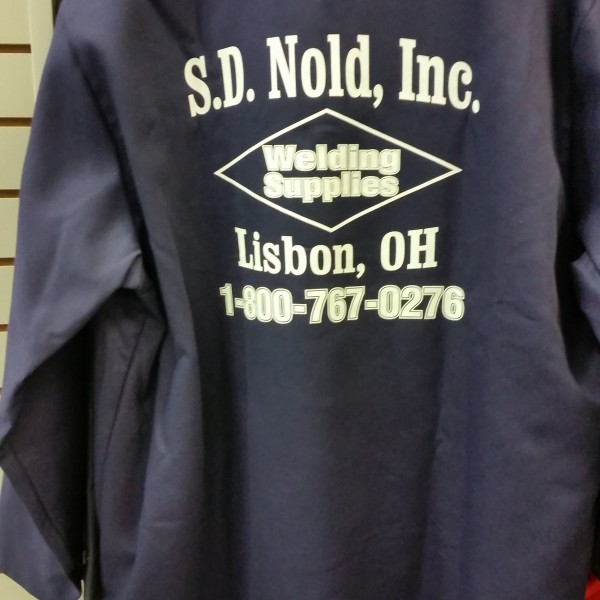 S.D. Nold, Inc.
Welding
Supplies
Lisbon, OH
1-800-767-0276